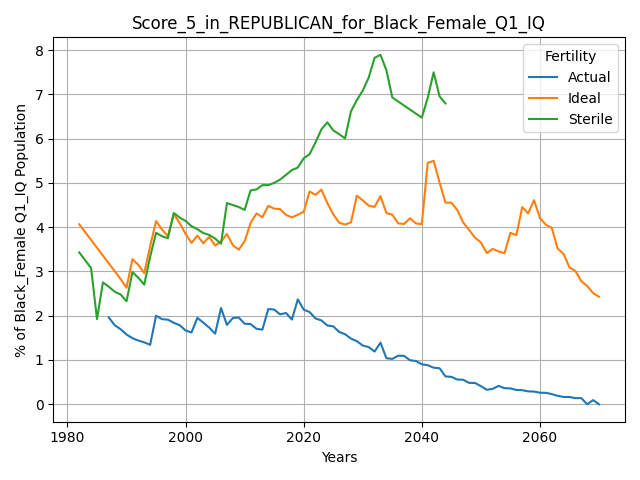 Score_5_in_REPUBLICAN_for_Black_Female_Q1_IQ
% of Black_Female Q1_IQ Population
8
7
6
5
4
3
2
1
0
Fertility
Actual
Ideal
Sterile
1980
2000
2020
2040
2060
Years